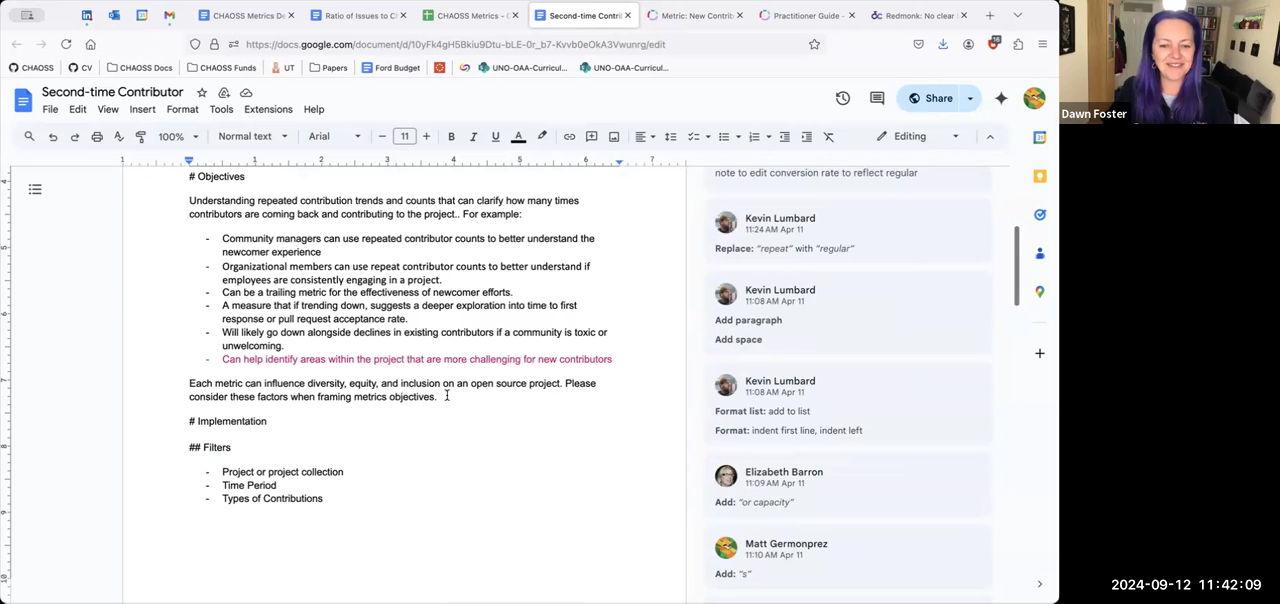 CHAOSS Metrics D
Ratio of Issues to C
CHAOSS Metrics - 
Second-time Contri
Metric: New Contrib
Practitioner Guide -
Redmonk: No clear
https://docs.google.com/document/d/10yFk4gH5Bkiu9Dtu-bLE-0r_b7-Kvvb0eOkA3Vwunrg/edit
18
CHAOSS
CV
CHAOSS Docs
CHAOSS Funds
UT
Papers
Ford Budget
UNO-OAA-Curricul...
UNO-OAA-Curricul...
Second-time Contributor
File Edit View Insert Format Tools Extensions Help
Share
100%
Normal text
Arial
11
B I U A
Editing
1 1 2 3 4 5 6 7
# Objectives
Understanding repeated contribution trends and counts that can clarify how many times
contributors are coming back and contributing to the project.. For example:
- Community managers can use repeated contributor counts to better understand the
newcomer experience
- Organizational members can use repeat contributor counts to better understand if
employees are consistently engaging in a project.
- Can be a trailing metric for the effectiveness of newcomer efforts.
- A measure that if trending down, suggests a deeper exploration into time to first
response or pull request acceptance rate.
- Will likely go down alongside declines in existing contributors if a community is toxic or
unwelcoming.
- Can help identify areas within the project that are more challenging for new contributors
Each metric can influence diversity, equity, and inclusion on an open source project. Please
consider these factors when framing metrics objectives.
# Implementation
## Filters
- Project or project collection
- Time Period
- Types of Contributions
note to edit conversion rate to reflect regular
Kevin Lumbard
11:24 AM Apr 11
Replace: "repeat" with "regular"
Kevin Lumbard
11:08 AM Apr 11
Add paragraph
Add space
Kevin Lumbard
11:08 AM Apr 11
Format list: add to list
Format: indent first line, indent left
Elizabeth Barron
11:09 AM Apr 11
Add: "or capacity"
Matt Germonprez
11:10 AM Apr 11
Add: "s"
Dawn Foster
2024-09-12 11:42:09